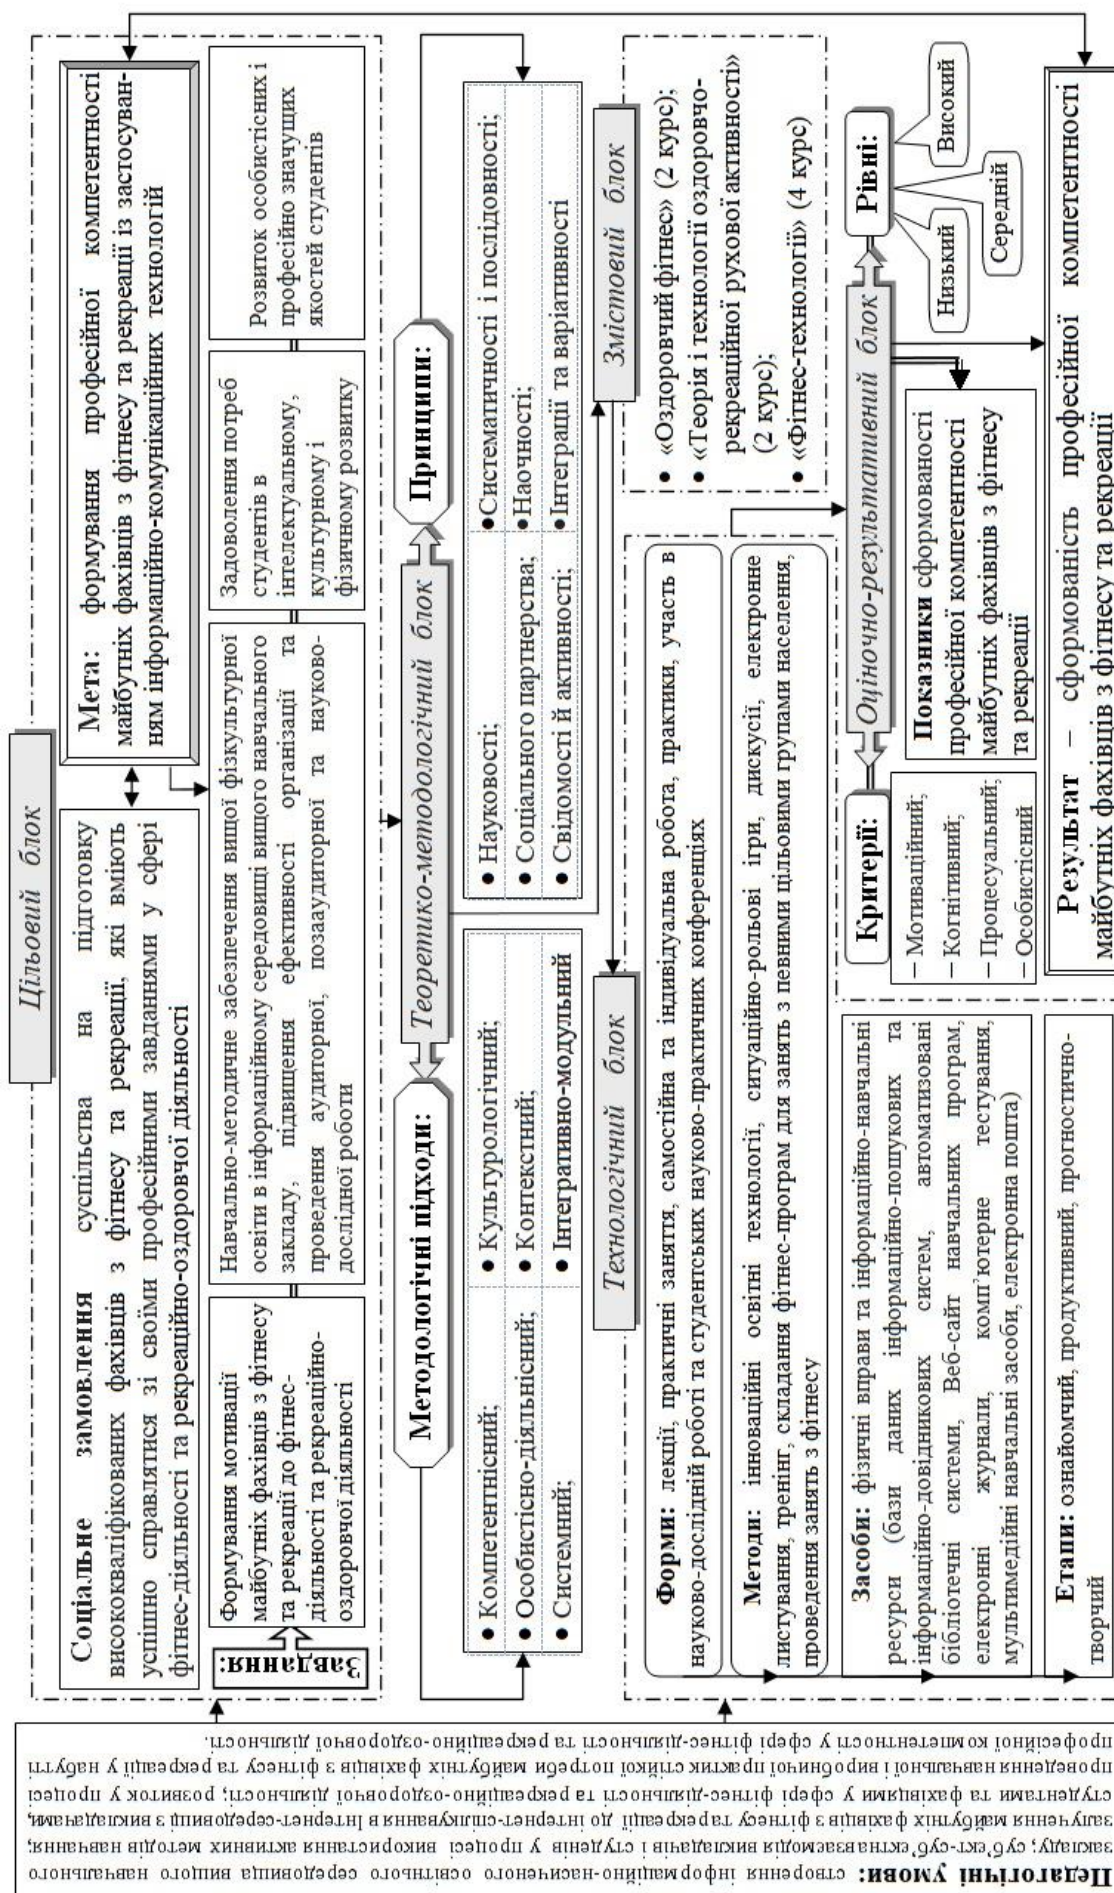 Педагогічні умови: створення інформаційно-насиченого освітнього середовища вищого навчального
закладу; суб'єкт-суб'єктна взаємодія викладачів і студенів у процесі використання активних методів навчання;
залучення майбутніх фахівців з фітнесу та рекреації до інтернет-спілкування в Інтернет-середовищі з викладачами,
студентами та фахівцями у сфері фітнес-діяльності та рекреаційно-оздоровчої діяльності; розвиток у процесі
проведення навчальної і виробничої практик стійкої потреби майбутніх фахівців з фітнесу та рекреації у набутті
професійної компетентності у сфері фітнес-діяльності та рекреаційно-оздоровчої діяльності.
Цільовий блок
Соціальне замовлення суспільства на підготовку
висококваліфікованих фахівців з фітнесу та рекреації, які вміють
успішно справлятися зі своїми професійними завданнями у сфері
фітнес-діяльності та рекреаційно-оздоровчої діяльності
Мета: формування професійної компетентності
майбутніх фахівців з фітнесу та рекреації із застосуван-
ням інформаційно-комунікаційних технологій
Завдання:
Формування мотивації
майбутніх фахівців з фітнесу
та рекреації до фітнес-
діяльності та рекреаційно-
оздоровчої діяльності
Навчально-методичне забезпечення вищої фізкультурної
освіти в інформаційному середовищі вищого навчального
закладу, підвищення ефективності організації та
проведення аудиторної, позааудиторної та науково-
дослідної роботи
Задоволення потреб
студентів в
інтелектуальному,
культурному і
фізичному розвитку
Розвиток особистісних і
професійно значущих
якостей студентів
Методологічні підходи:
Теоретико-методологічний блок
Принципи:
● Компетентнісний;
● Культурологічний;
● Особистісно-діяльнісний;
● Контекстний;
● Системний;
● Інтегративно-модульний
● Науковості;
● Систематичності і послідовності;
● Соціального партнерства;
● Наочності;
● Свідомості й активності;
● Інтеграції та варіативності
Технологічний блок
Змістовий блок
Форми: лекції, практичні заняття, самостійна та індивідуальна робота, практики, участь в
науково-дослідній роботі та студентських науково-практичних конференціях
Методи: інноваційні освітні технології, ситуаційно-рольові ігри, дискусії, електронне
листування, тренінг, складання фітнес-програм для занять з певними цільовими групами населення,
проведення занять з фітнесу
Засоби: фізичні вправи та інформаційно-навчальні
ресурси (бази даних інформаційно-пошукових та
інформаційно-довідникових систем, автоматизовані
бібліотечні системи, Веб-сайт навчальних програм,
електронні журнали, комп'ютерне тестування,
мультимедійні навчальні засоби, електронна пошта)
Етапи: ознайомчий, продуктивний, прогностично-
творчий
● «Оздоровчий фітнес» (2 курс);
● «Теорія і технології оздоровчо-
рекреаційної рухової активності»
(2 курс);
● «Фітнес-технології» (4 курс)
Критерії:
Оціночно-результативний блок
Рівні:
– Мотиваційний;
– Когнітивний;
– Процесуальний;
– Особистісний
Показники сформованості
професійної компетентності
майбутніх фахівців з фітнесу
та рекреації
Низький
Середній
Високий
Результат – сформованість професійної компетентності
майбутніх фахівців з фітнесу та рекреації